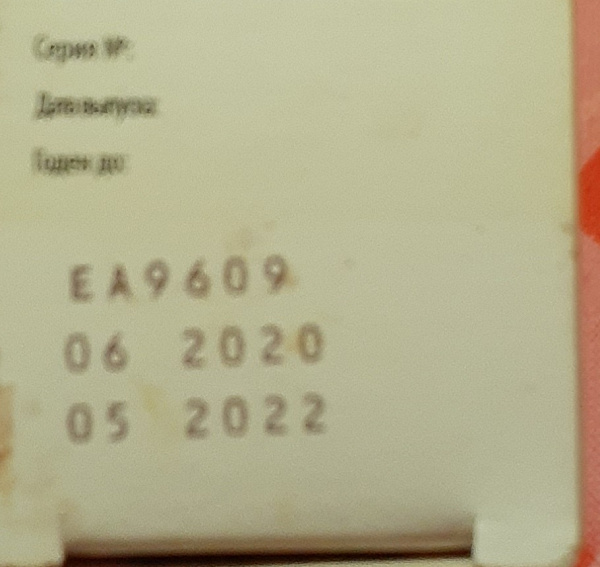 Серия №:
Дата выпуска:
Годен до:
EA9609
06 2020
05 2022